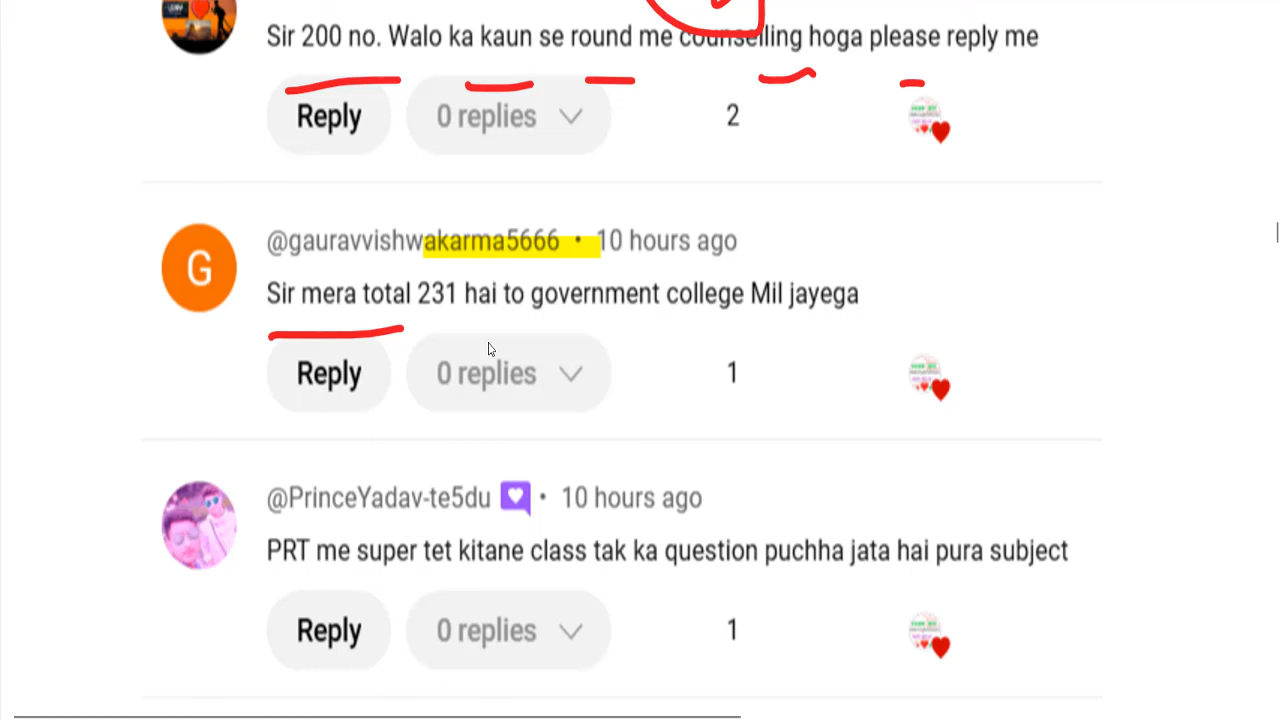 Sir 200 no. Walo ka kaun se round me counselling hoga please reply me
Reply 0 replies 2
@gauravvishwakarma5666 • 10 hours ago
G
Sir mera total 231 hai to government college Mil jayega
Reply 0 replies 1
@PrinceYadav-te5du • 10 hours ago
PRT me super tet kitane class tak ka question puchha jata hai pura subject
Reply 0 replies 1